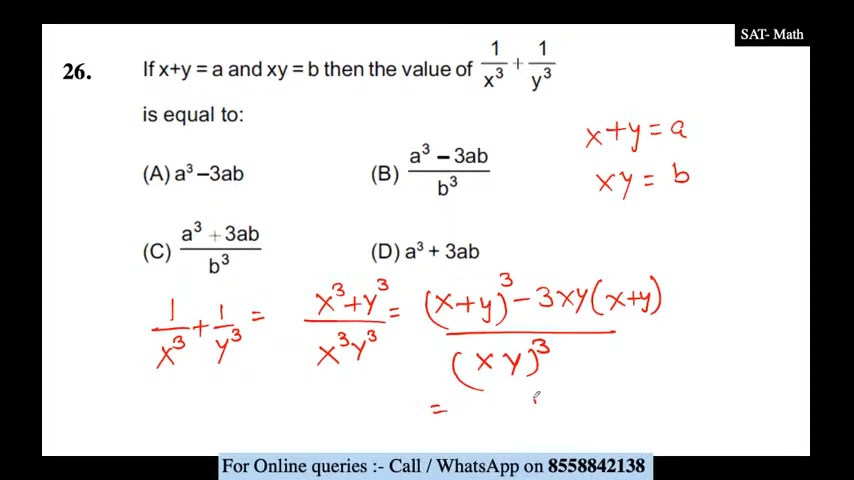 SAT- Math
26. If x+y = a and xy = b then the value of 1/x³ + 1/y³
is equal to:
(A) a³ – 3ab (B) (a³ – 3ab)/b³
(C) (a³ + 3ab)/b³ (D) a³ + 3ab
x+y = a
xy = b
1/x³ + 1/y³ = (x³+y³)/(x³y³) = ((x+y)³ – 3xy(x+y))/(xy)³
=
For Online queries :- Call / WhatsApp on 8558842138